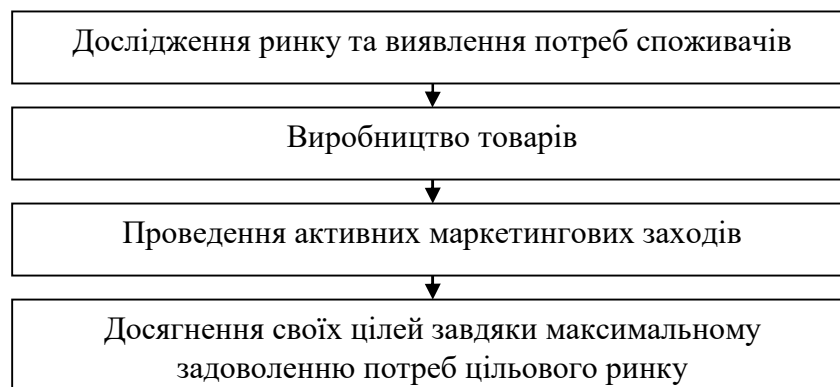 Дослідження ринку та виявлення потреб споживачів
Виробництво товарів
Проведення активних маркетингових заходів
Досягнення своїх цілей завдяки максимальному
задоволенню потреб цільового ринку